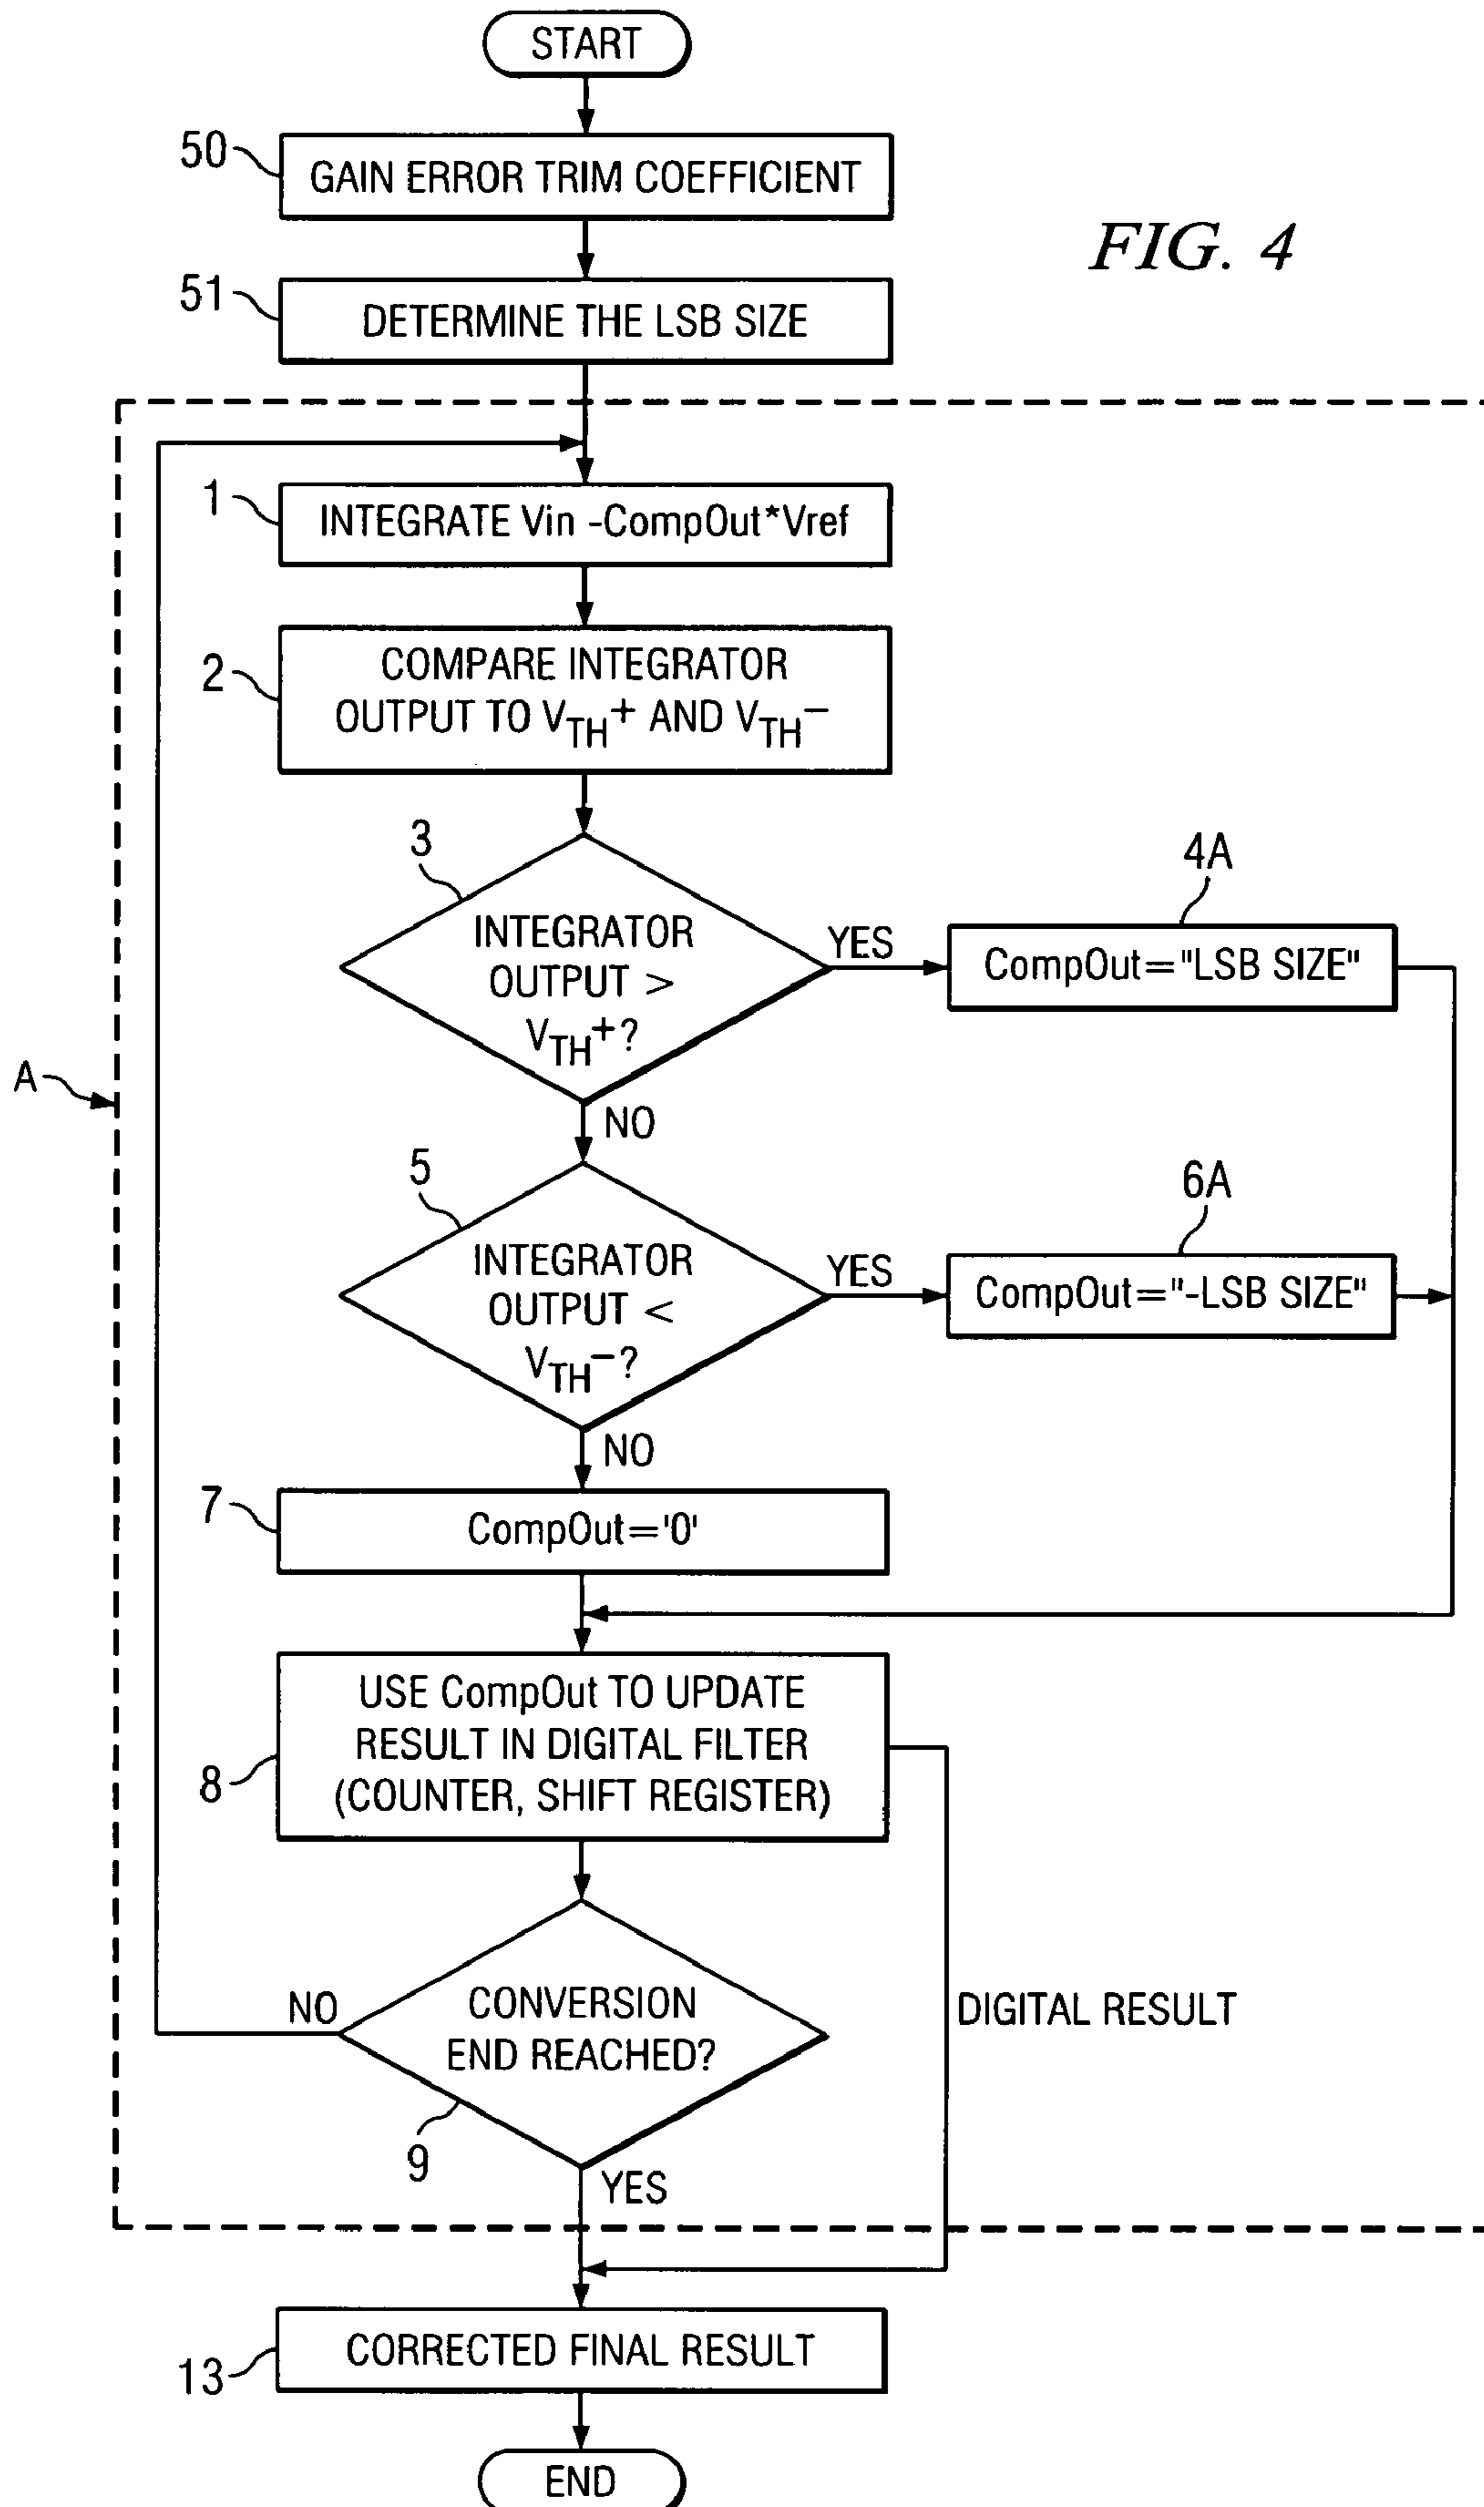 START
50
GAIN ERROR TRIM COEFFICIENT
FIG. 4
51
DETERMINE THE LSB SIZE
1
INTEGRATE Vin -CompOut*Vref
2
COMPARE INTEGRATOR
OUTPUT TO VTH+ AND VTH−
3
INTEGRATOR
OUTPUT >
VTH+?
YES
4A
CompOut="LSB SIZE"
A
NO
5
INTEGRATOR
OUTPUT <
VTH−?
YES
6A
CompOut="-LSB SIZE"
NO
7
CompOut='0'
8
USE CompOut TO UPDATE
RESULT IN DIGITAL FILTER
(COUNTER, SHIFT REGISTER)
NO
CONVERSION
END REACHED?
DIGITAL RESULT
9
YES
13
CORRECTED FINAL RESULT
END